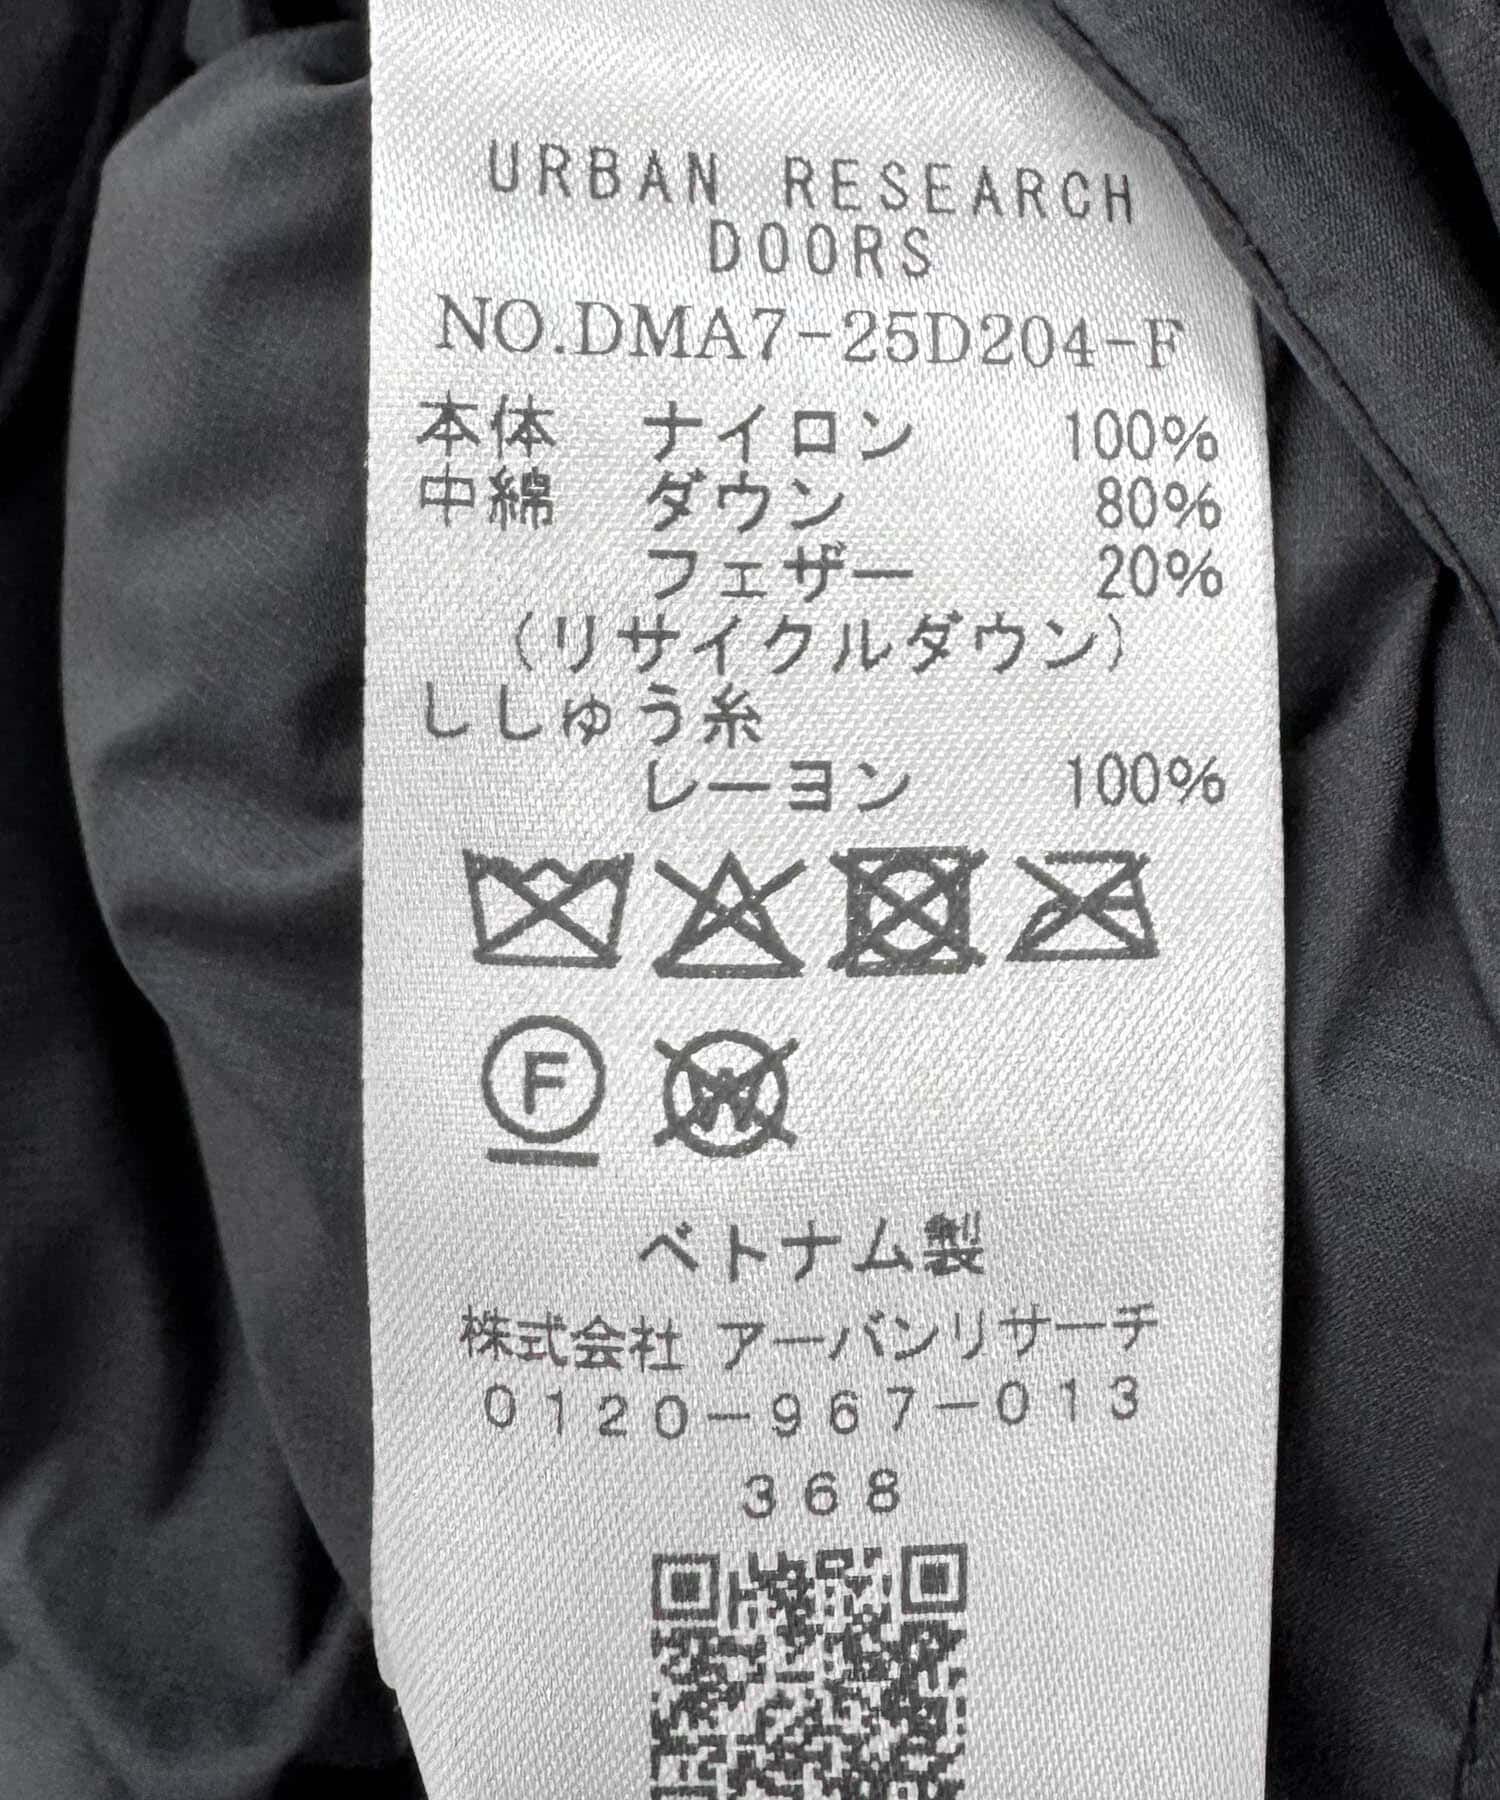 URBAN RESEARCH
DOORS
NO.DMA7-25D204-F
本体 ナイロン 100%
中綿 ダウン 80%
フェザー 20%
(リサイクルダウン)
ししゅう糸
レーヨン 100%
F
W
ベトナム製
株式会社 アーバンリサーチ
0120-967-013
368